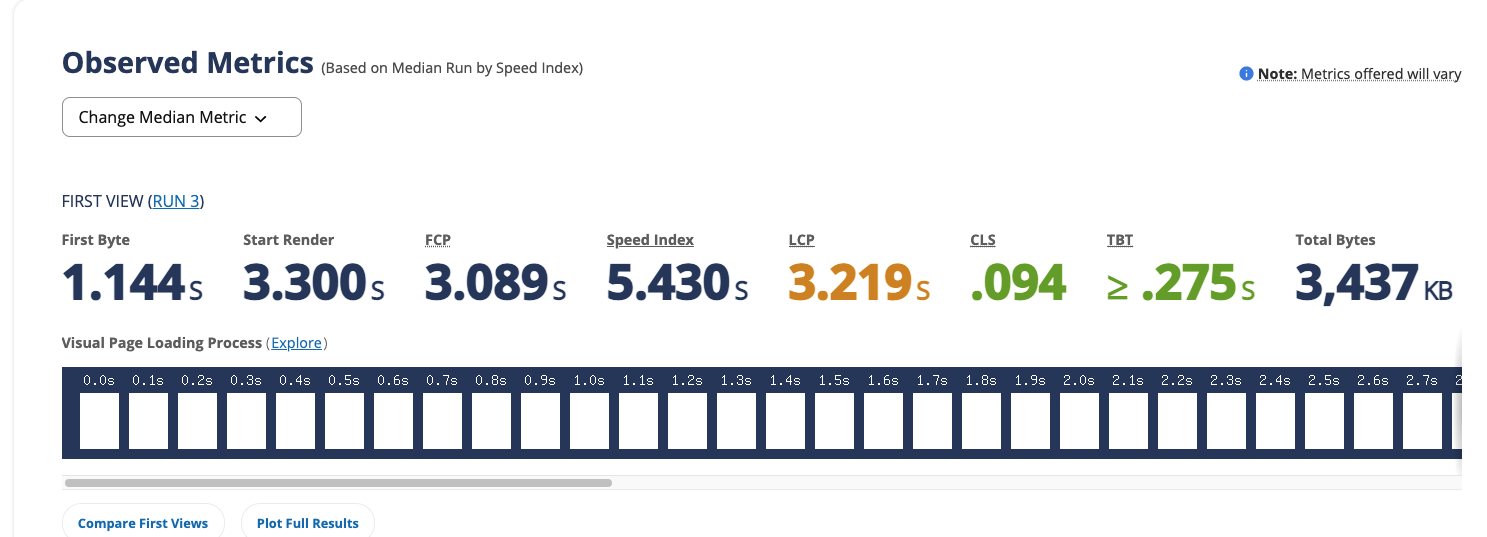 Observed Metrics (Based on Median Run by Speed Index)
Note: Metrics offered will vary
Change Median Metric
FIRST VIEW (RUN 3)
First Byte Start Render FCP Speed Index LCP CLS TBT Total Bytes
1.144S 3.300S 3.089S 5.430S 3.219S .094 ≥ .275S 3,437KB
Visual Page Loading Process (Explore)
0.0s 0.1s 0.2s 0.3s 0.4s 0.5s 0.6s 0.7s 0.8s 0.9s 1.0s 1.1s 1.2s 1.3s 1.4s 1.5s 1.6s 1.7s 1.8s 1.9s 2.0s 2.1s 2.2s 2.3s 2.4s 2.5s 2.6s 2.7s
Compare First Views Plot Full Results